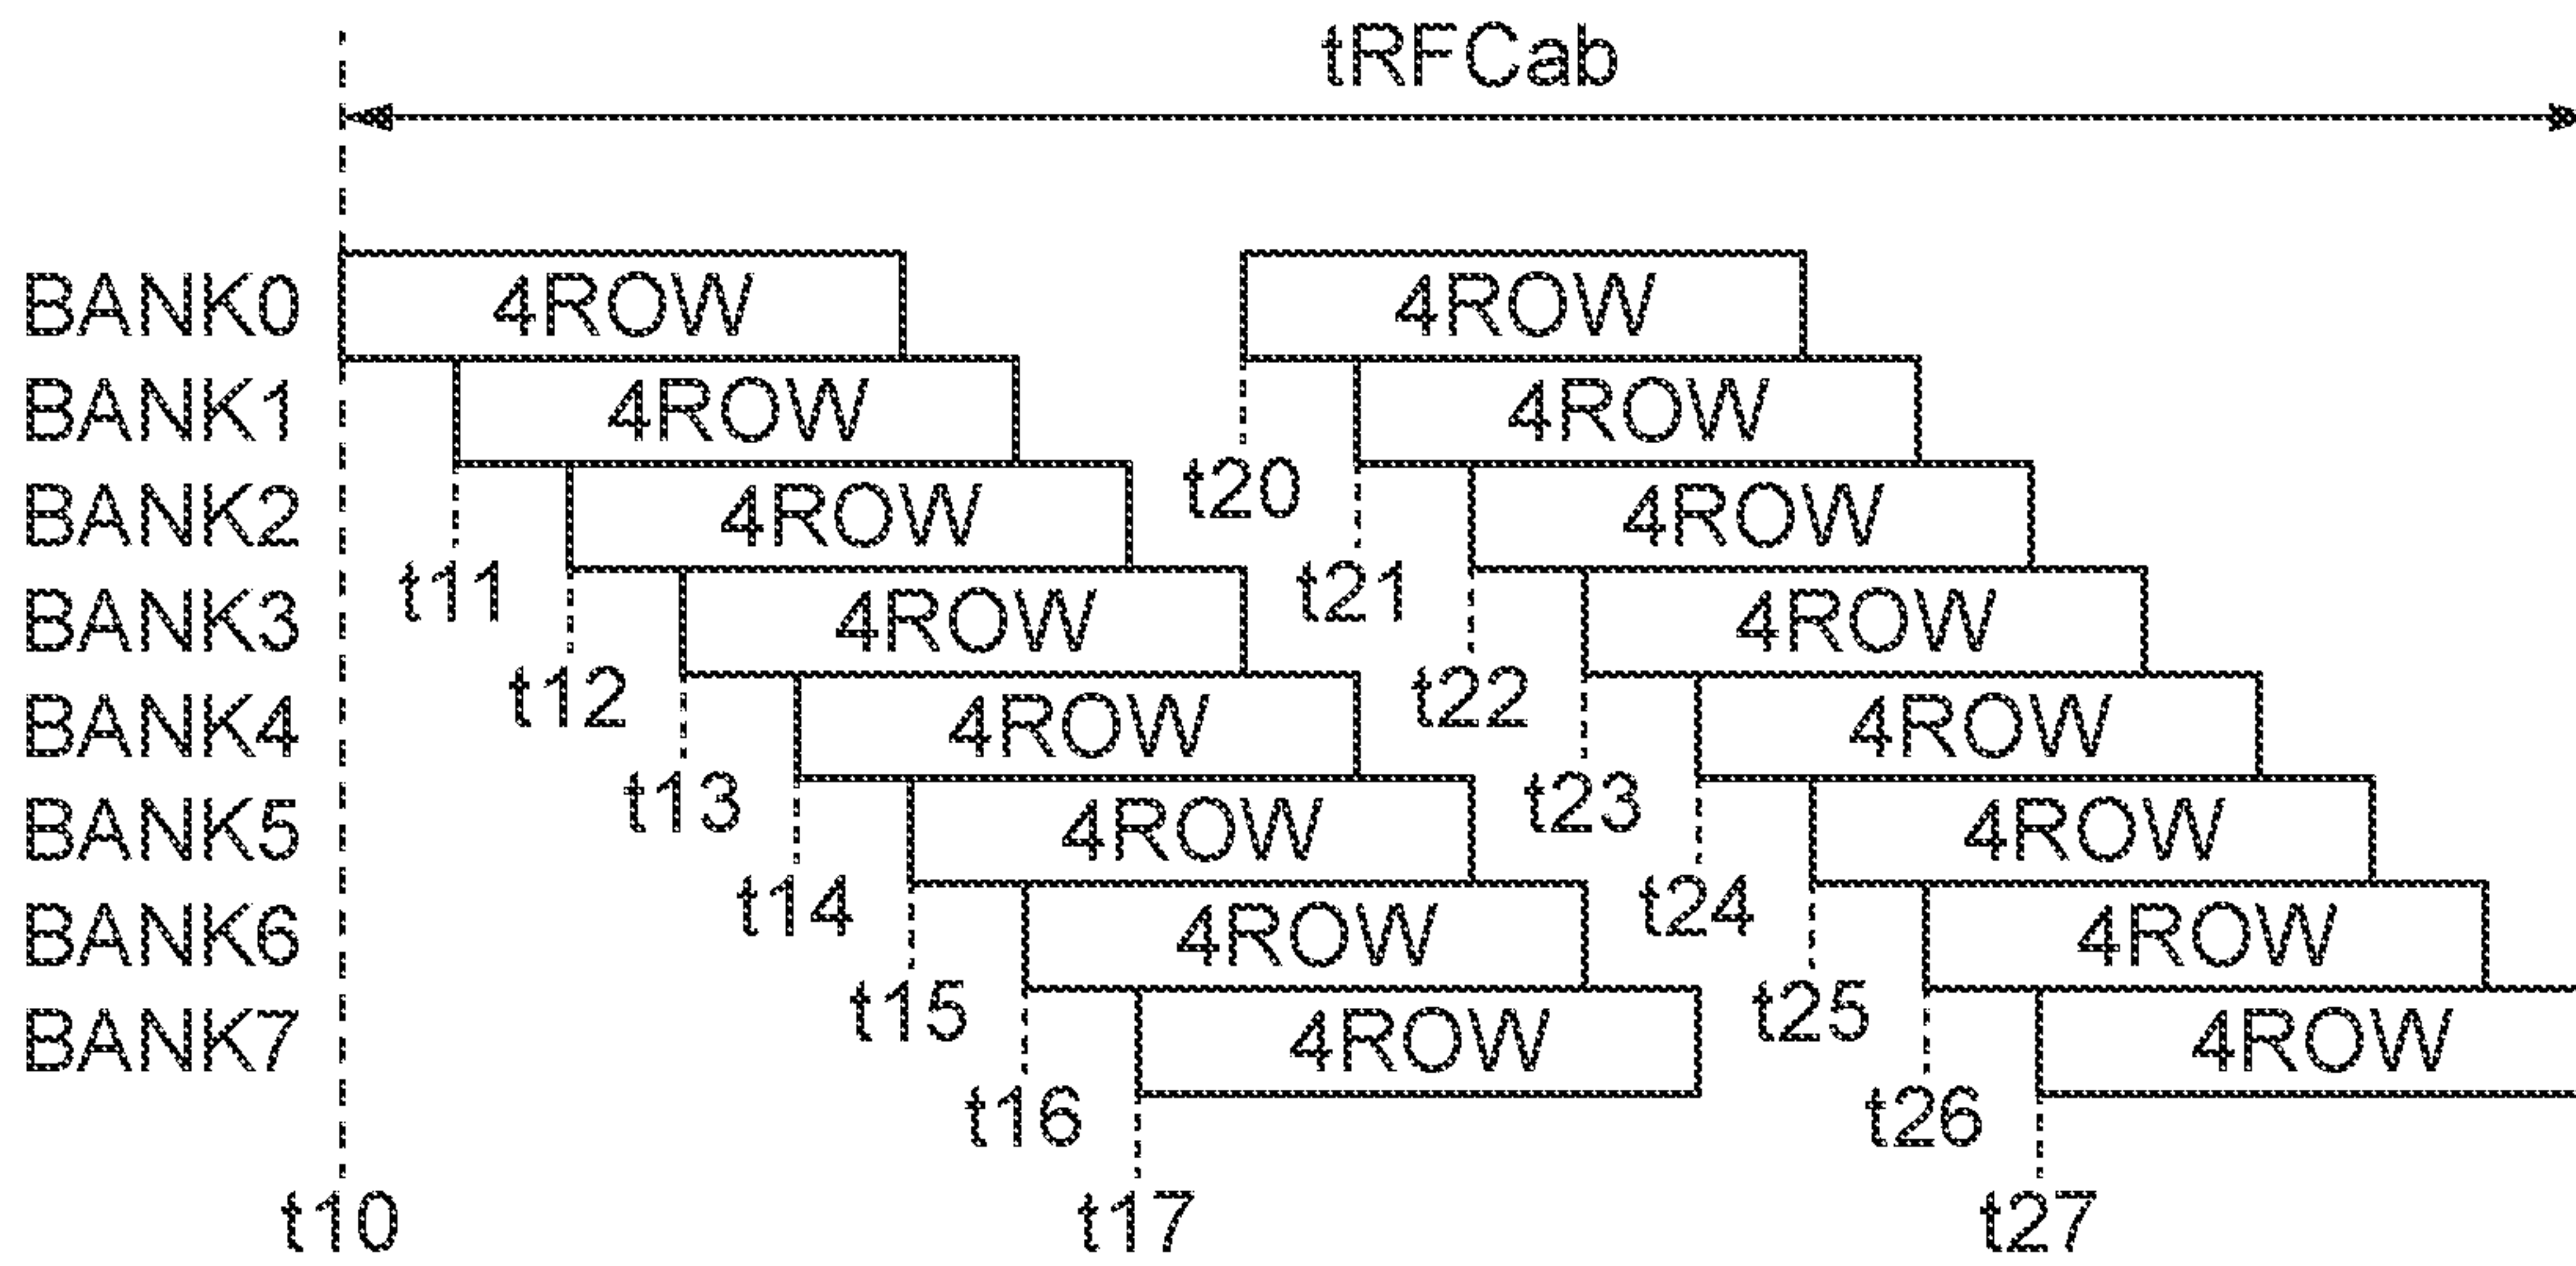 tRFCab
BANK0 4ROW 4ROW
BANK1 4ROW 4ROW
BANK2 4ROW t20 4ROW
BANK3 t11 4ROW t21 4ROW
BANK4 t12 4ROW t22 4ROW
BANK5 t13 4ROW t23 4ROW
BANK6 t14 4ROW t24 4ROW
BANK7 t15 4ROW t25 4ROW
t16 t26
t10 t17 t27